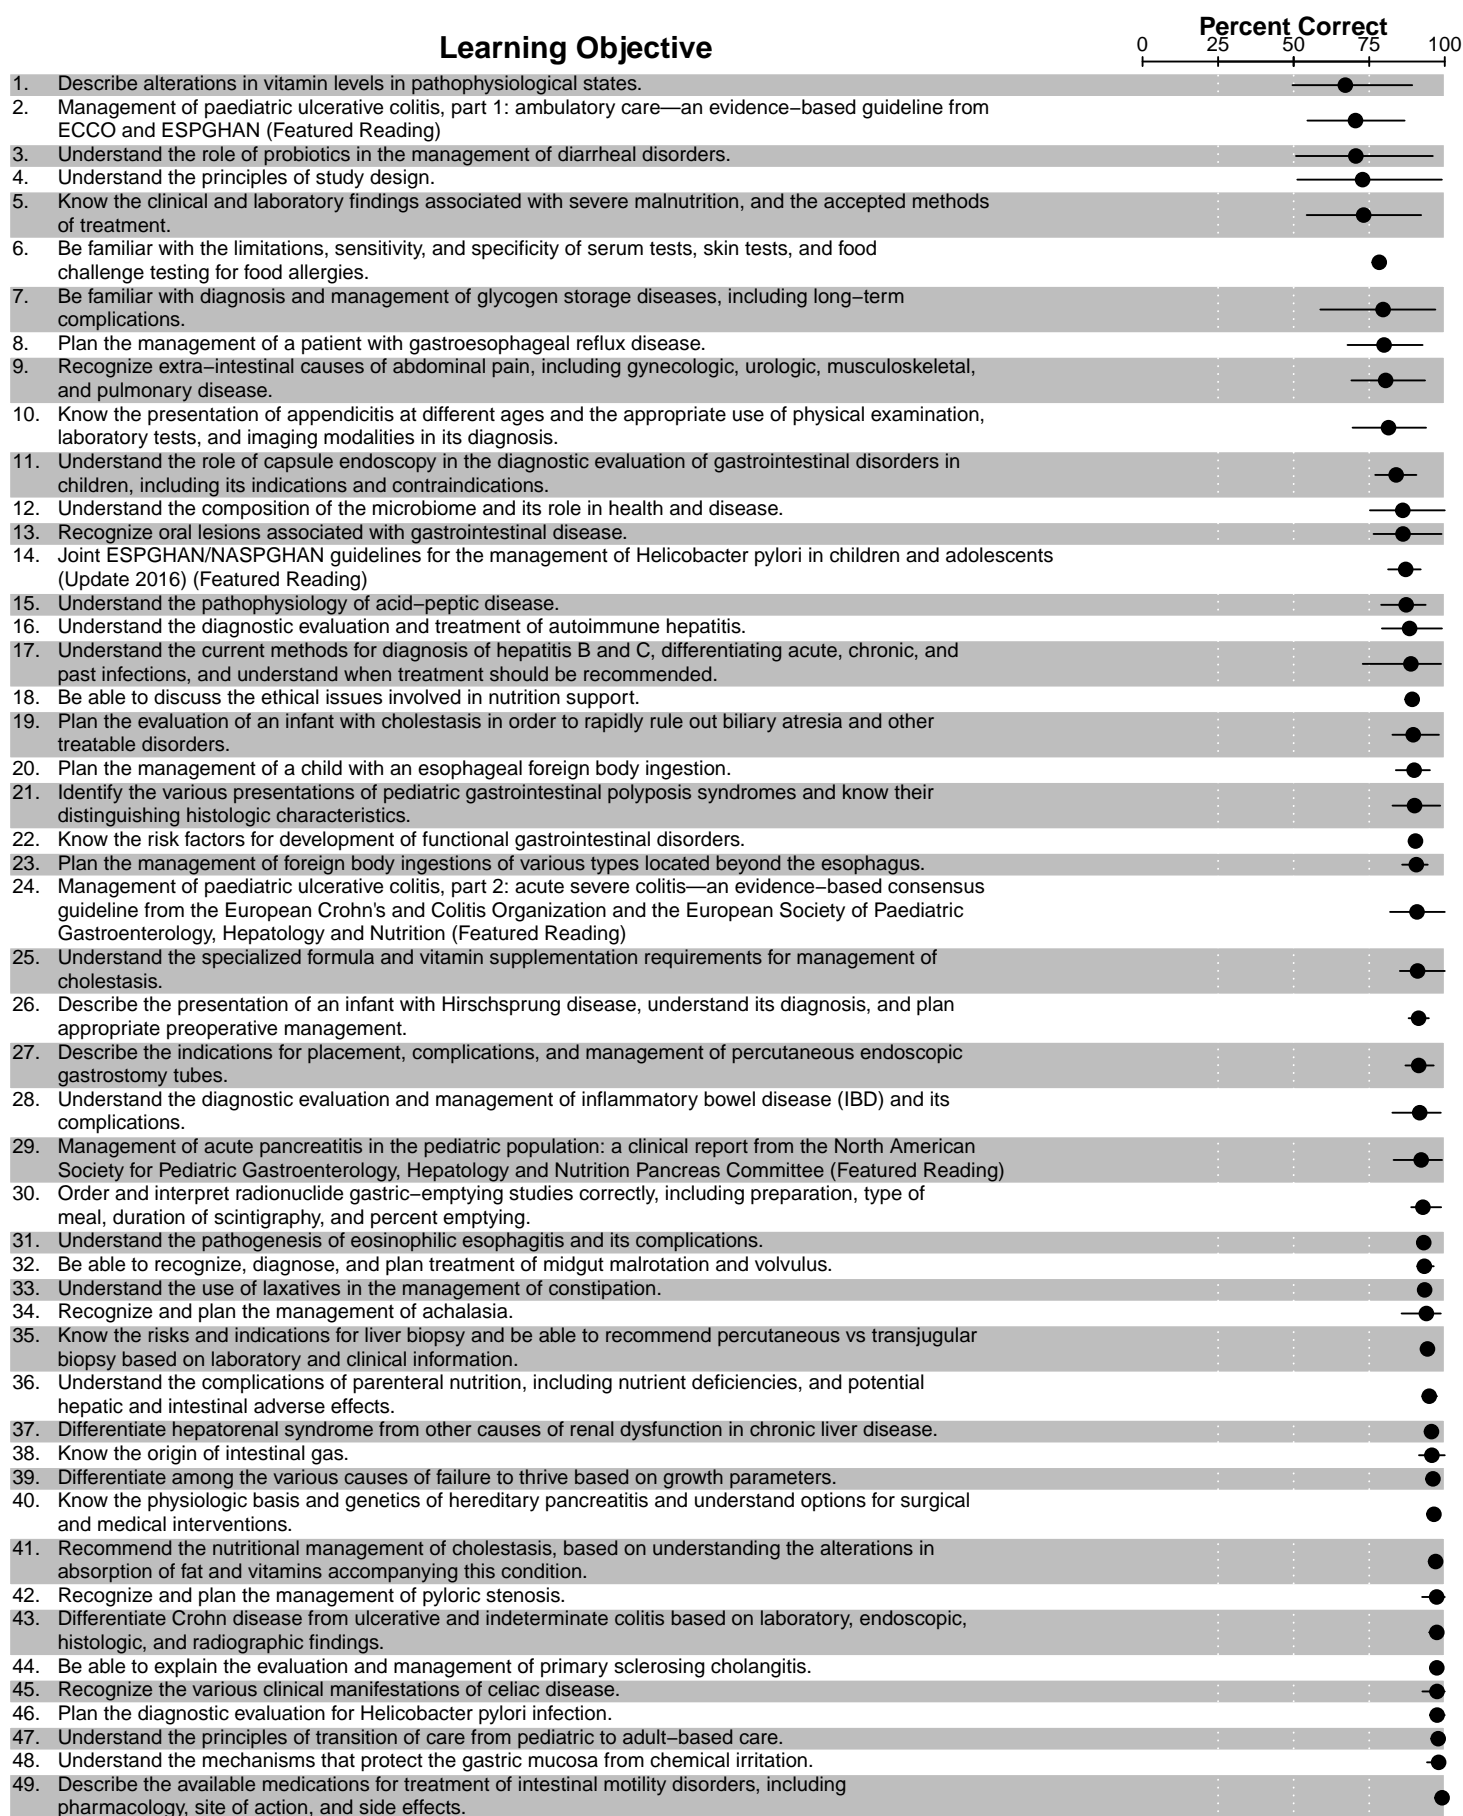 Learning Objective
Percent Correct
0 25 50 75 100
1. Describe alterations in vitamin levels in pathophysiological states.
2. Management of paediatric ulcerative colitis, part 1: ambulatory care—an evidence−based guideline from
ECCO and ESPGHAN (Featured Reading)
3. Understand the role of probiotics in the management of diarrheal disorders.
4. Understand the principles of study design.
5. Know the clinical and laboratory findings associated with severe malnutrition, and the accepted methods
of treatment.
6. Be familiar with the limitations, sensitivity, and specificity of serum tests, skin tests, and food
challenge testing for food allergies.
7. Be familiar with diagnosis and management of glycogen storage diseases, including long−term
complications.
8. Plan the management of a patient with gastroesophageal reflux disease.
9. Recognize extra−intestinal causes of abdominal pain, including gynecologic, urologic, musculoskeletal,
and pulmonary disease.
10. Know the presentation of appendicitis at different ages and the appropriate use of physical examination,
laboratory tests, and imaging modalities in its diagnosis.
11. Understand the role of capsule endoscopy in the diagnostic evaluation of gastrointestinal disorders in
children, including its indications and contraindications.
12. Understand the composition of the microbiome and its role in health and disease.
13. Recognize oral lesions associated with gastrointestinal disease.
14. Joint ESPGHAN/NASPGHAN guidelines for the management of Helicobacter pylori in children and adolescents
(Update 2016) (Featured Reading)
15. Understand the pathophysiology of acid−peptic disease.
16. Understand the diagnostic evaluation and treatment of autoimmune hepatitis.
17. Understand the current methods for diagnosis of hepatitis B and C, differentiating acute, chronic, and
past infections, and understand when treatment should be recommended.
18. Be able to discuss the ethical issues involved in nutrition support.
19. Plan the evaluation of an infant with cholestasis in order to rapidly rule out biliary atresia and other
treatable disorders.
20. Plan the management of a child with an esophageal foreign body ingestion.
21. Identify the various presentations of pediatric gastrointestinal polyposis syndromes and know their
distinguishing histologic characteristics.
22. Know the risk factors for development of functional gastrointestinal disorders.
23. Plan the management of foreign body ingestions of various types located beyond the esophagus.
24. Management of paediatric ulcerative colitis, part 2: acute severe colitis—an evidence−based consensus
guideline from the European Crohn's and Colitis Organization and the European Society of Paediatric
Gastroenterology, Hepatology and Nutrition (Featured Reading)
25. Understand the specialized formula and vitamin supplementation requirements for management of
cholestasis.
26. Describe the presentation of an infant with Hirschsprung disease, understand its diagnosis, and plan
appropriate preoperative management.
27. Describe the indications for placement, complications, and management of percutaneous endoscopic
gastrostomy tubes.
28. Understand the diagnostic evaluation and management of inflammatory bowel disease (IBD) and its
complications.
29. Management of acute pancreatitis in the pediatric population: a clinical report from the North American
Society for Pediatric Gastroenterology, Hepatology and Nutrition Pancreas Committee (Featured Reading)
30. Order and interpret radionuclide gastric−emptying studies correctly, including preparation, type of
meal, duration of scintigraphy, and percent emptying.
31. Understand the pathogenesis of eosinophilic esophagitis and its complications.
32. Be able to recognize, diagnose, and plan treatment of midgut malrotation and volvulus.
33. Understand the use of laxatives in the management of constipation.
34. Recognize and plan the management of achalasia.
35. Know the risks and indications for liver biopsy and be able to recommend percutaneous vs transjugular
biopsy based on laboratory and clinical information.
36. Understand the complications of parenteral nutrition, including nutrient deficiencies, and potential
hepatic and intestinal adverse effects.
37. Differentiate hepatorenal syndrome from other causes of renal dysfunction in chronic liver disease.
38. Know the origin of intestinal gas.
39. Differentiate among the various causes of failure to thrive based on growth parameters.
40. Know the physiologic basis and genetics of hereditary pancreatitis and understand options for surgical
and medical interventions.
41. Recommend the nutritional management of cholestasis, based on understanding the alterations in
absorption of fat and vitamins accompanying this condition.
42. Recognize and plan the management of pyloric stenosis.
43. Differentiate Crohn disease from ulcerative and indeterminate colitis based on laboratory, endoscopic,
histologic, and radiographic findings.
44. Be able to explain the evaluation and management of primary sclerosing cholangitis.
45. Recognize the various clinical manifestations of celiac disease.
46. Plan the diagnostic evaluation for Helicobacter pylori infection.
47. Understand the principles of transition of care from pediatric to adult−based care.
48. Understand the mechanisms that protect the gastric mucosa from chemical irritation.
49. Describe the available medications for treatment of intestinal motility disorders, including
pharmacology, site of action, and side effects.